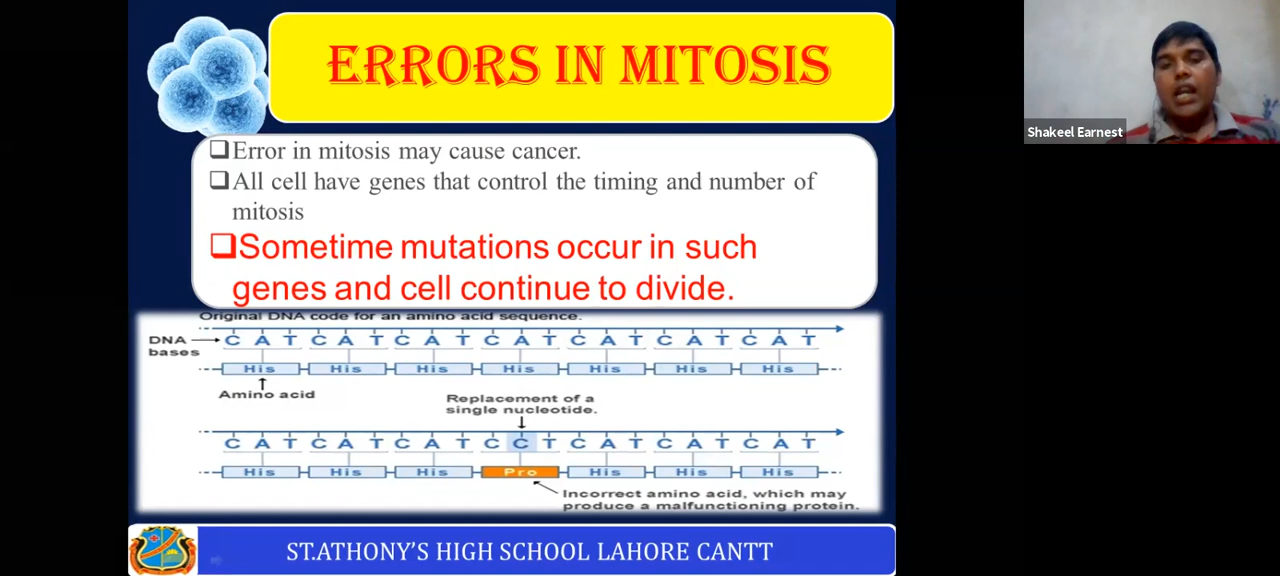 ERRORS IN MITOSIS
Shakeel Earnest
❑Error in mitosis may cause cancer.
❑All cell have genes that control the timing and number of
mitosis
❑Sometime mutations occur in such
genes and cell continue to divide.
Original DNA code for an amino acid sequence.
DNA bases
C A T C A T C A T C A T C A T C A T C A T
His His His His His His His
Amino acid
Replacement of a
single nucleotide.
C A T C A T C A T C C T C A T C A T C A T
His His His Pro His His His
Incorrect amino acid, which may
produce a malfunctioning protein.
ST.ATHONY'S HIGH SCHOOL LAHORE CANTT